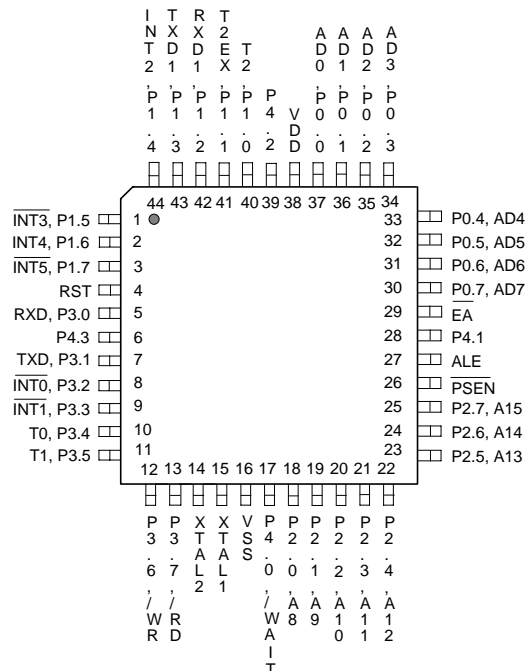 INT2,P1.4
TXD1,P1.3
RXD1,P1.2
T2EX,P1.1
T2,P1.0
P4.2
VDD
AD0,P0.0
AD1,P0.1
AD2,P0.2
AD3,P0.3
44 43 42 41 40 39 38 37 36 35 34
INT3, P1.5 1
INT4, P1.6 2
INT5, P1.7 3
RST 4
RXD, P3.0 5
P4.3 6
TXD, P3.1 7
INT0, P3.2 8
INT1, P3.3 9
T0, P3.4 10
T1, P3.5 11
33 P0.4, AD4
32 P0.5, AD5
31 P0.6, AD6
30 P0.7, AD7
29 EA
28 P4.1
27 ALE
26 PSEN
25 P2.7, A15
24 P2.6, A14
23 P2.5, A13
12 13 14 15 16 17 18 19 20 21 22
P3.6,/WR
P3.7,/RD
XTAL2
XTAL1
VSS
P4.0,/WAIT
P2.0,A8
P2.1,A9
P2.2,A10
P2.3,A11
P2.4,A12